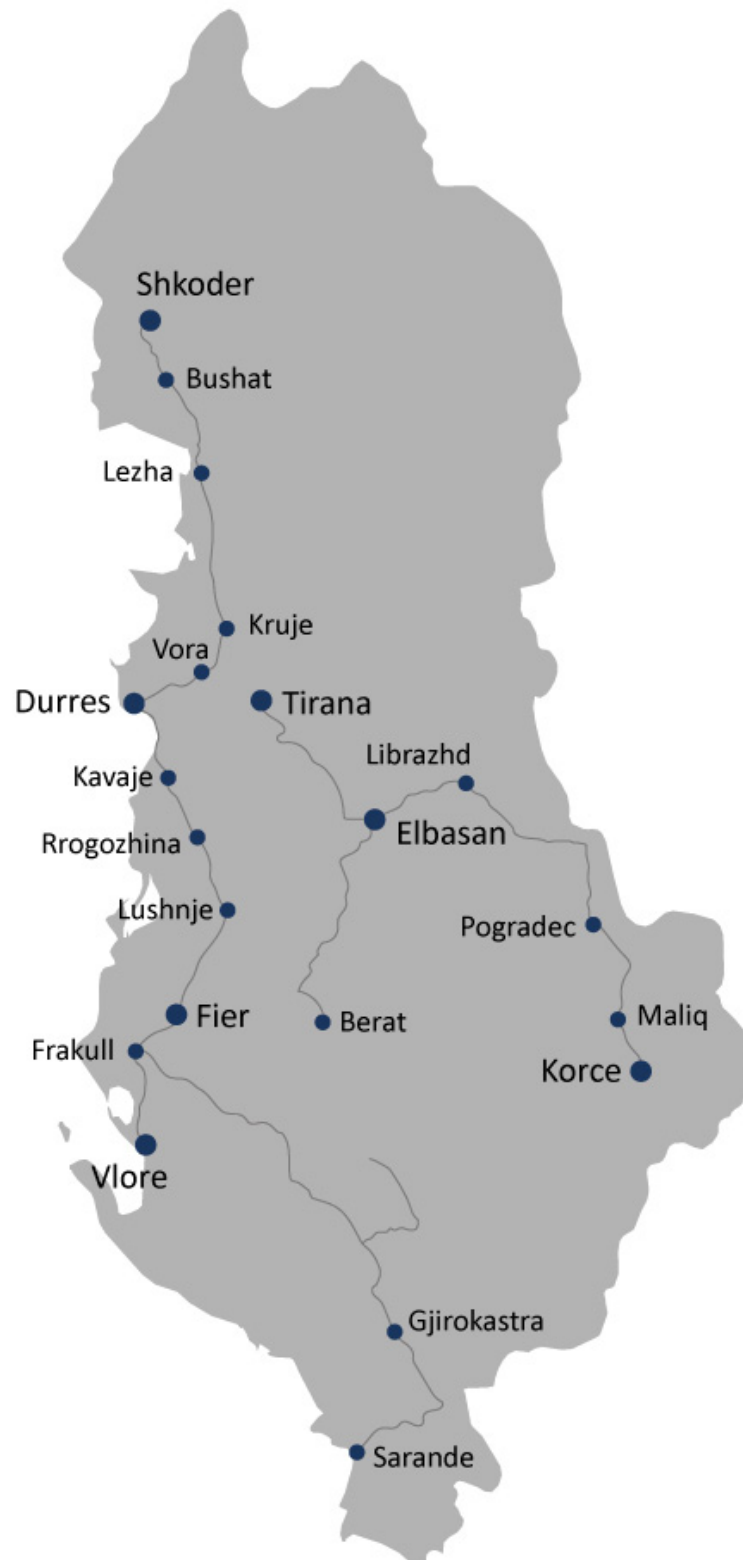 Shkoder
Bushat
Lezha
Kruje
Vora
Durres
Tirana
Librazhd
Kavaje
Elbasan
Rrogozhina
Lushnje
Pogradec
Fier
Berat
Maliq
Frakull
Korce
Vlore
Gjirokastra
Sarande